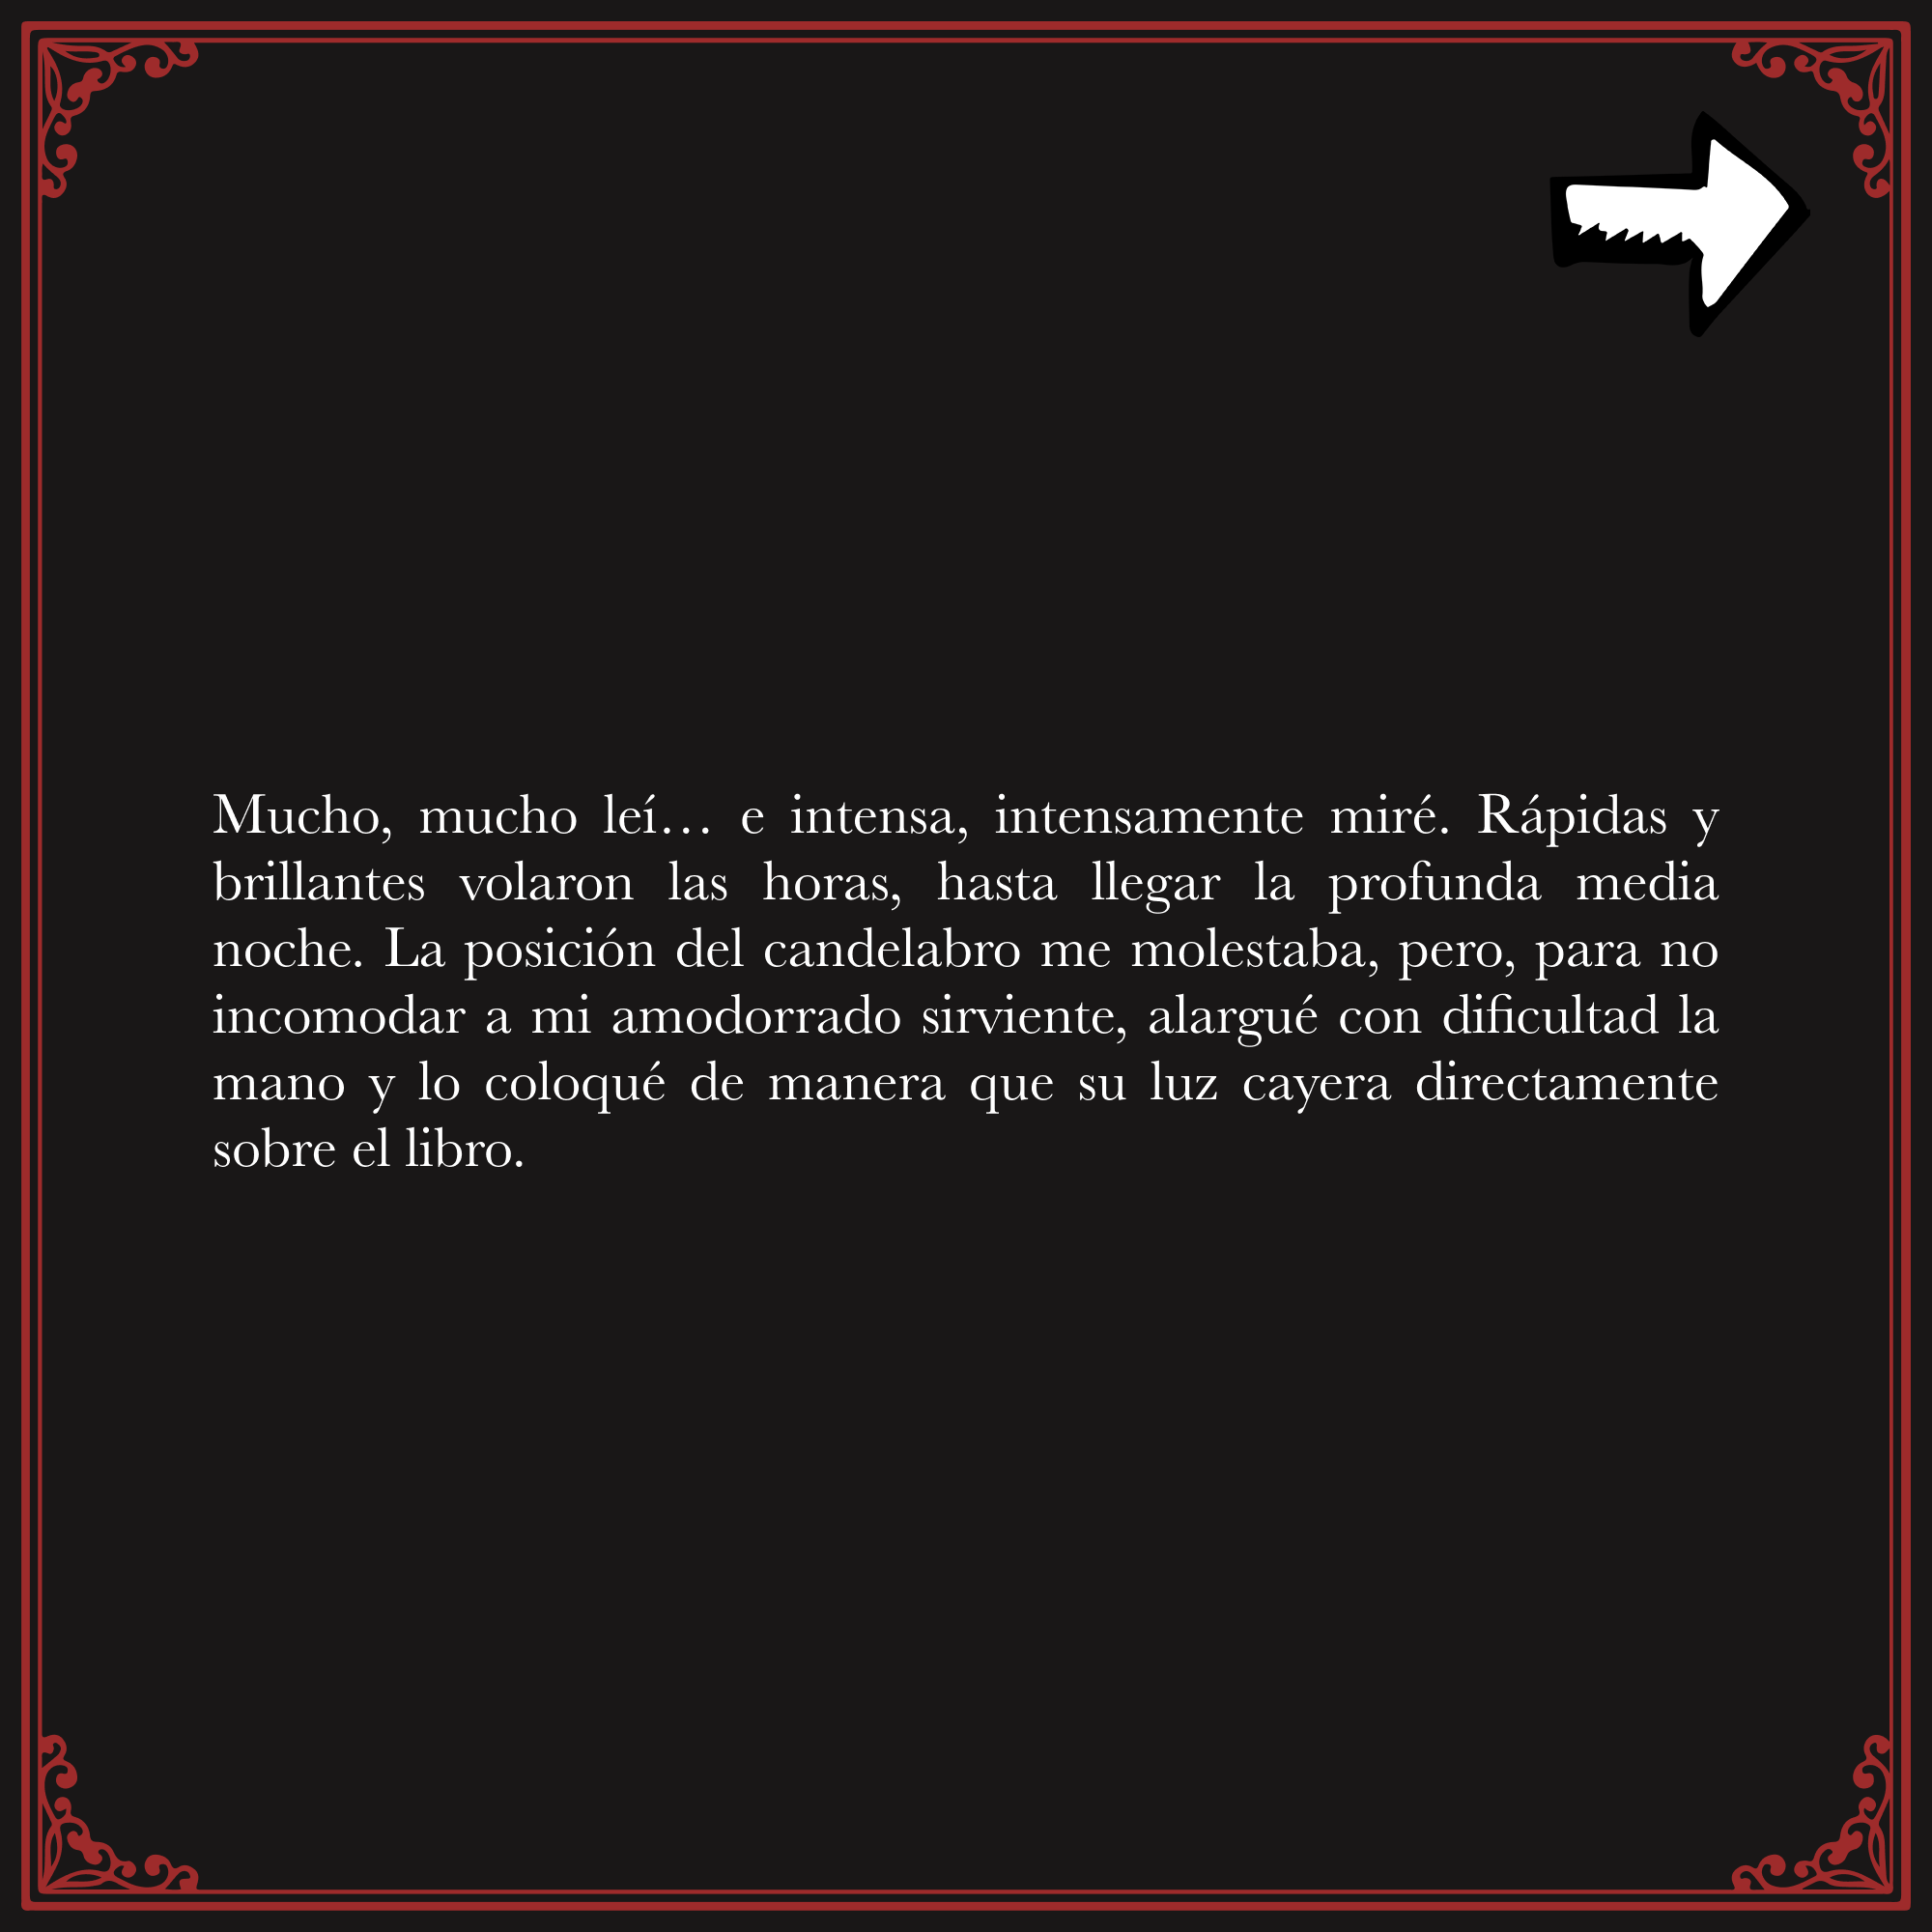 Mucho, mucho leí… e intensa, intensamente miré. Rápidas y
brillantes volaron las horas, hasta llegar la profunda media
noche. La posición del candelabro me molestaba, pero, para no
incomodar a mi amodorrado sirviente, alargué con dificultad la
mano y lo coloqué de manera que su luz cayera directamente
sobre el libro.